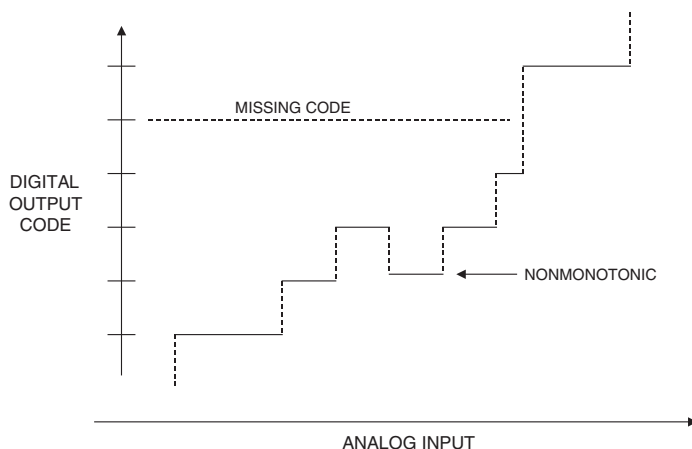 MISSING CODE
DIGITAL
OUTPUT
CODE
NONMONOTONIC
ANALOG INPUT